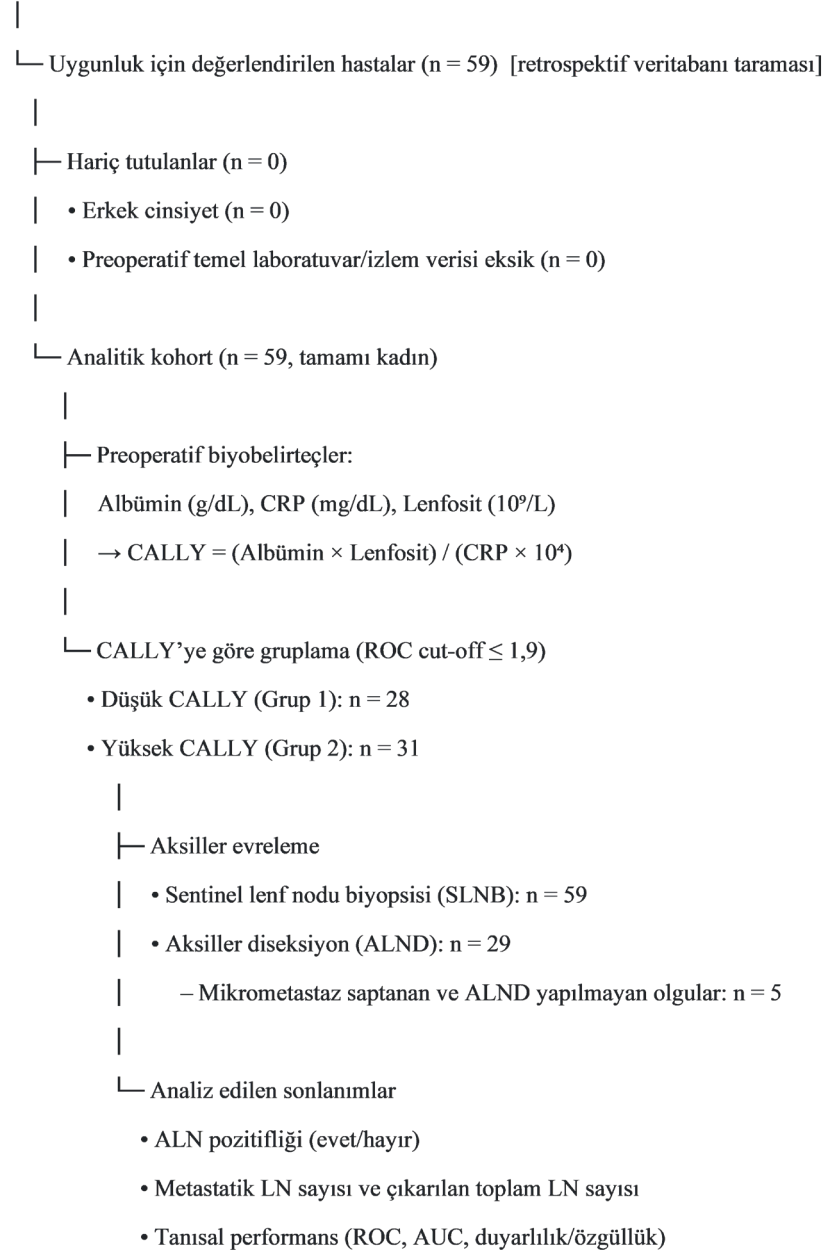 Uygunluk için değerlendirilen hastalar (n = 59) [retrospektif veritabanı taraması]
Hariç tutulanlar (n = 0)
• Erkek cinsiyet (n = 0)
• Preoperatif temel laboratuvar/izlem verisi eksik (n = 0)
Analitik kohort (n = 59, tamamı kadın)
Preoperatif biyobelirteçler:
Albümin (g/dL), CRP (mg/dL), Lenfosit (10⁹/L)
→ CALLY = (Albümin × Lenfosit) / (CRP × 10⁴)
CALLY’ye göre gruplama (ROC cut-off ≤ 1,9)
• Düşük CALLY (Grup 1): n = 28
• Yüksek CALLY (Grup 2): n = 31
Aksiller evreleme
• Sentinel lenf nodu biyopsisi (SLNB): n = 59
• Aksiller diseksiyon (ALND): n = 29
– Mikrometastaz saptanan ve ALND yapılmayan olgular: n = 5
Analiz edilen sonlanımlar
• ALN pozitifliği (evet/hayır)
• Metastatik LN sayısı ve çıkarılan toplam LN sayısı
• Tanısal performans (ROC, AUC, duyarlılık/özgüllük)